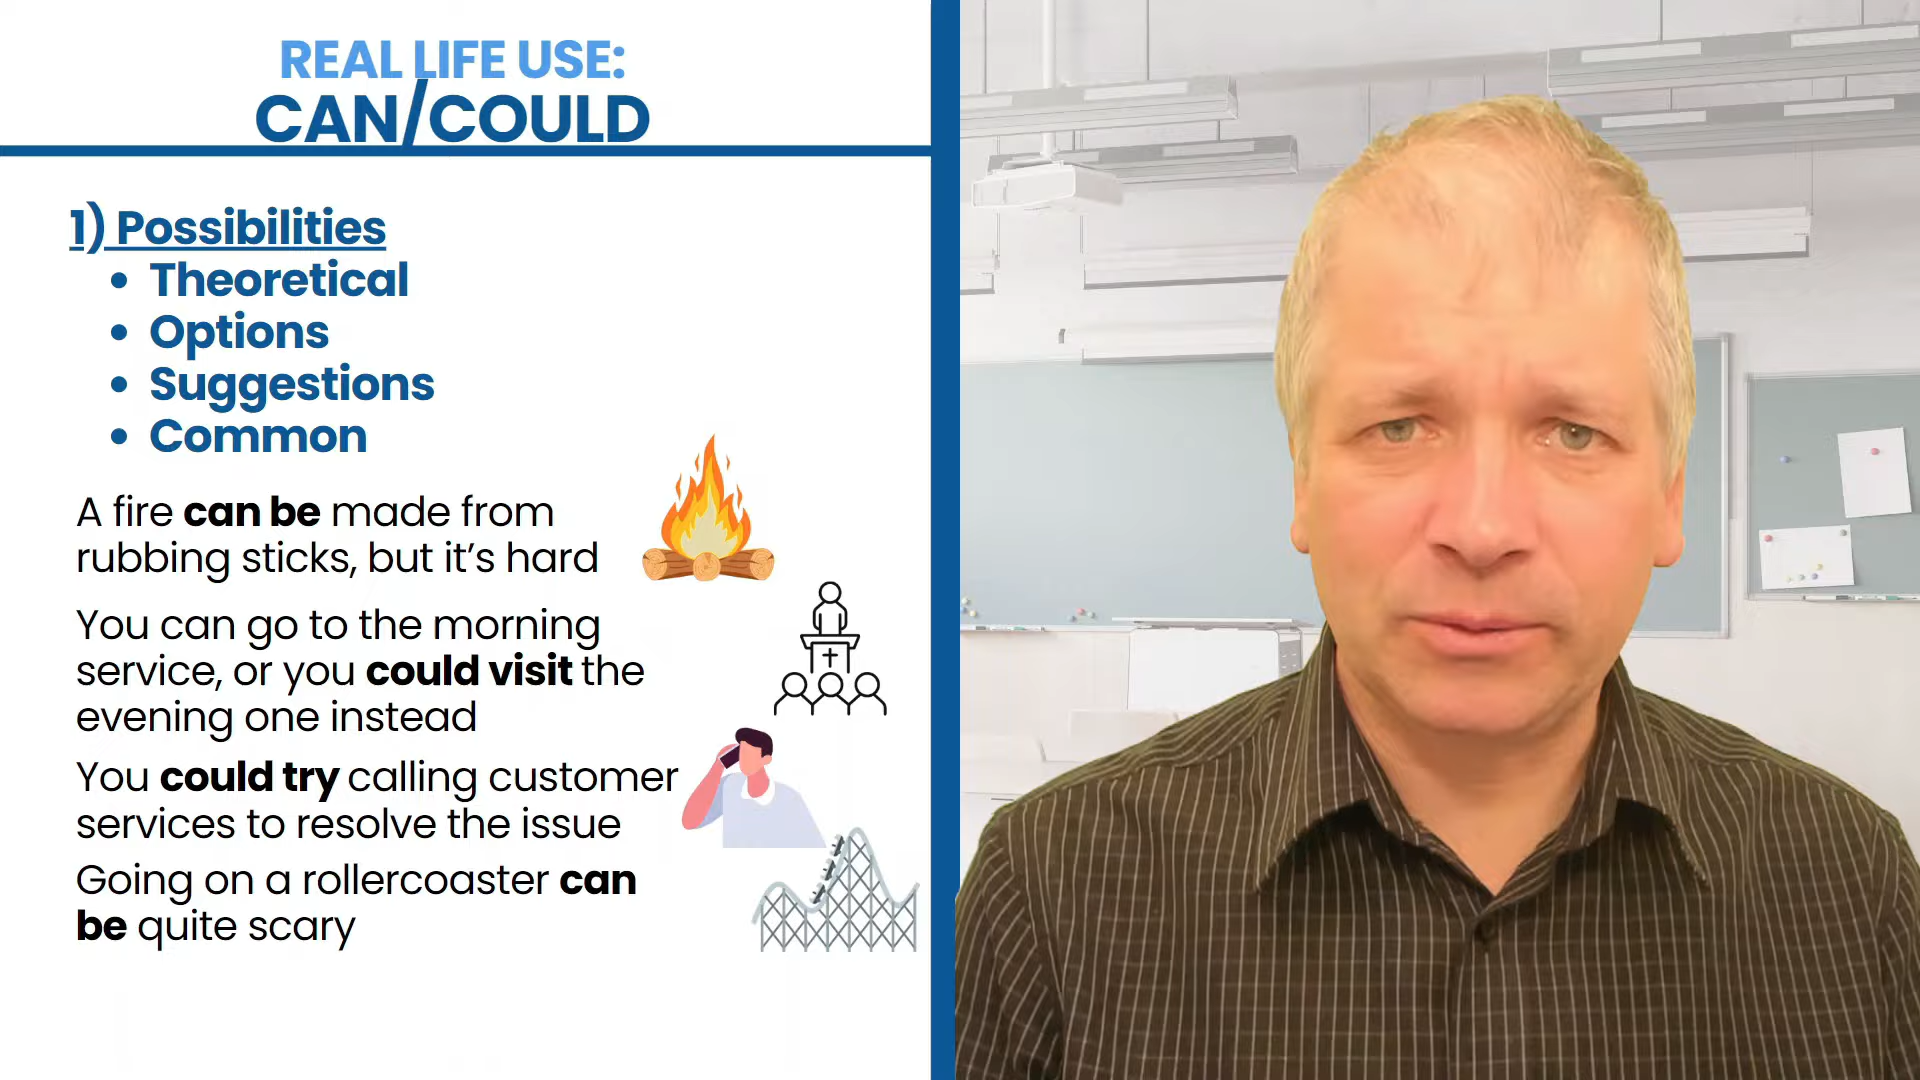 REAL LIFE USE:
CAN/COULD
1) Possibilities
• Theoretical
• Options
• Suggestions
• Common
A fire can be made from
rubbing sticks, but it’s hard
You can go to the morning
service, or you could visit the
evening one instead
You could try calling customer
services to resolve the issue
Going on a rollercoaster can
be quite scary